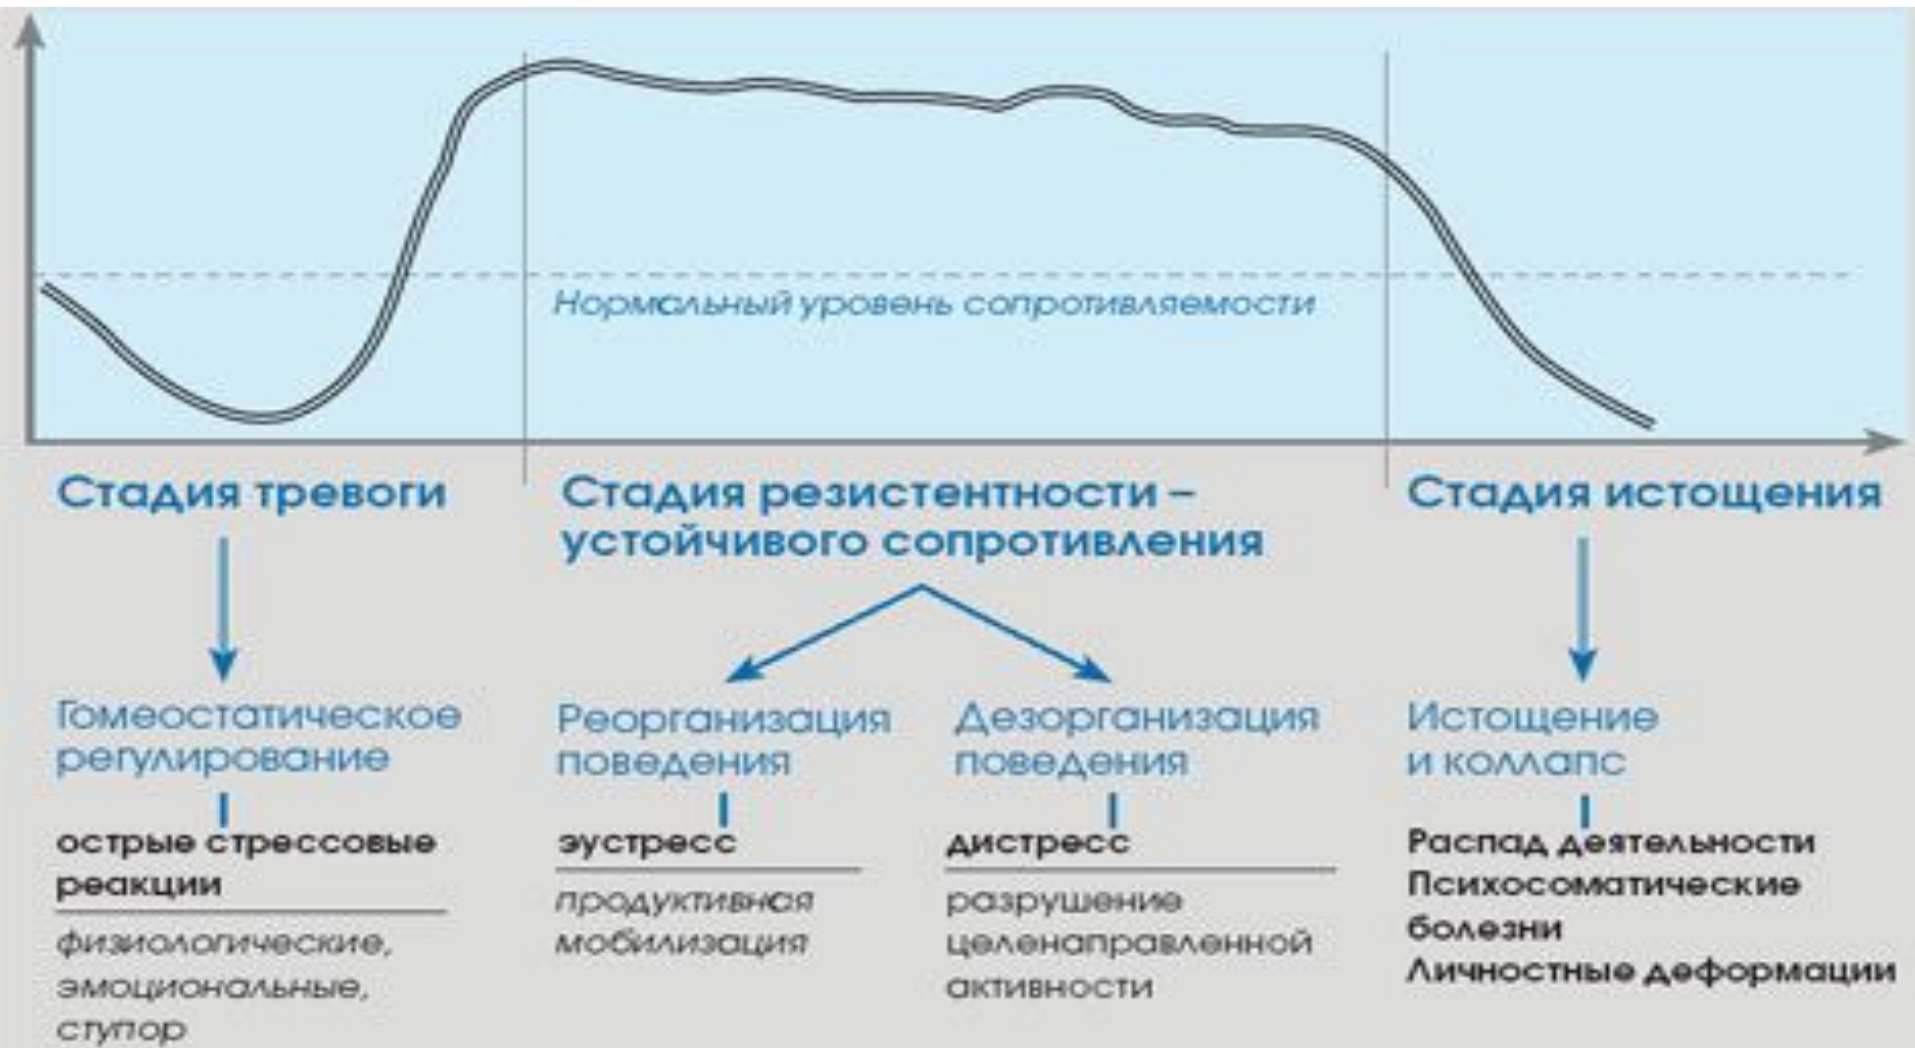 Нормальный уровень сопротивляемости
Стадия тревоги
Стадия резистентности –
устойчивого сопротивления
Стадия истощения
Гомеостатическое
регулирование
острые стрессовые
реакции
физиологические,
эмоциональные,
ступор
Реорганизация
поведения
эустресс
продуктивная
мобилизация
Дезорганизация
поведения
дистресс
разрушение
целенаправленной
активности
Истощение
и коллапс
Распад деятельности
Психосоматические
болезни
Личностные деформации